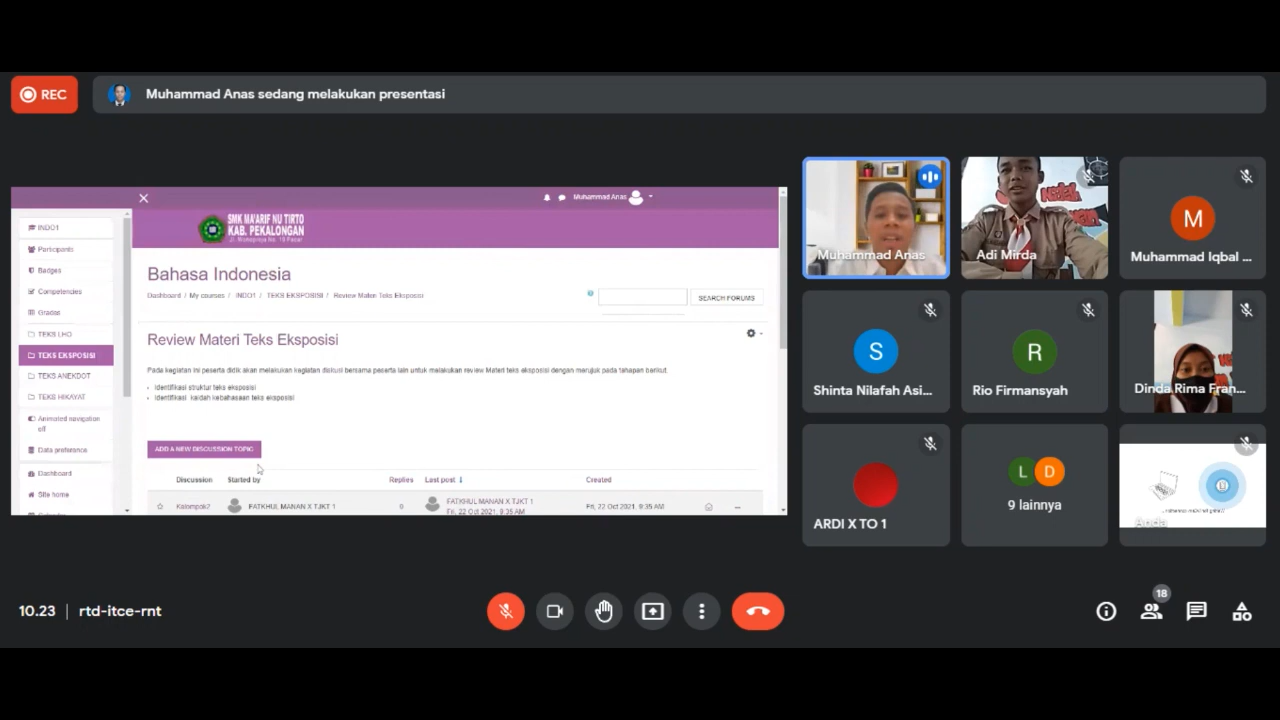 REC
Muhammad Anas sedang melakukan presentasi
Muhammad Anas
SMK MA'ARIF NU TIRTO
KAB. PEKALONGAN
INDO1
Participants
Badges
Competencies
Grades
TEKS LHO
TEKS EKSPOSISI
TEKS ANEKDOT
TEKS HIKAYAT
Animated navigation
off
Data preference
Dashboard
Site home
Bahasa Indonesia
Dashboard / My courses / INDO1 / TEKS EKSPOSISI / Review Materi Teks Eksposisi
SEARCH FORUMS
Review Materi Teks Eksposisi
Pada kegiatan ini peserta didik akan melakukan kegiatan diskusi bersama peserta lain untuk melakukan review Materi teks eksposisi dengan merujuk pada tahapan berikut.
Identifikasi struktur teks eksposisi
Identifikasi kaidah kebahasaan teks eksposisi
ADD A NEW DISCUSSION TOPIC
Discussion Started by Replies Last post Created
Kelompok2 FATKHUL MANAN X TJKT 1 0 FATKHUL MANAN X TJKT 1 Fri, 22 Oct 2021, 9:35 AM
Fri, 22 Oct 2021, 9:35 AM
Muhammad Anas
Adi Mirda
M
Muhammad Iqbal ...
S
Shinta Nilafah Asi...
R
Rio Firmansyah
Dinda Rima Fran...
ARDI X TO 1
L D
9 lainnya
Anda
10.23 | rtd-itce-rnt
18